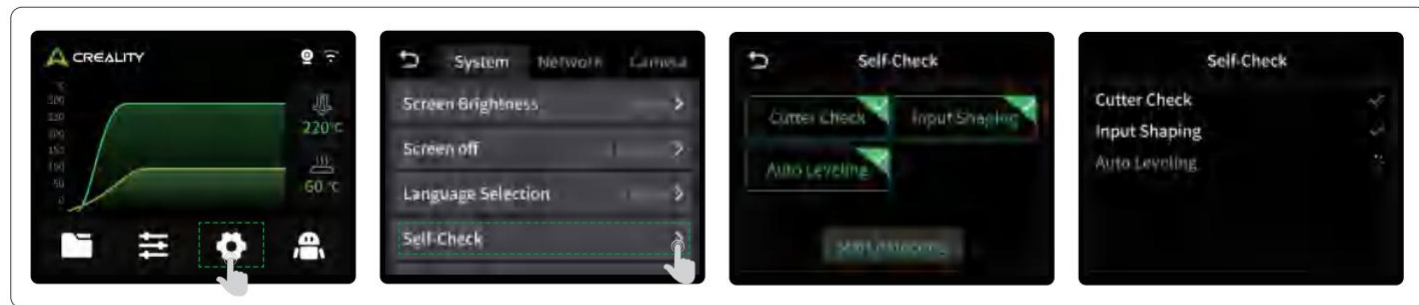 CREALITY
℃
300
220℃
60 ℃
System Network Camera
Screen Brightness
Screen off
Language Selection
Self-Check
Self-Check
Cutter Check Input Shaping
Auto Leveling
Self-Check
Cutter Check
Input Shaping
Auto Leveling